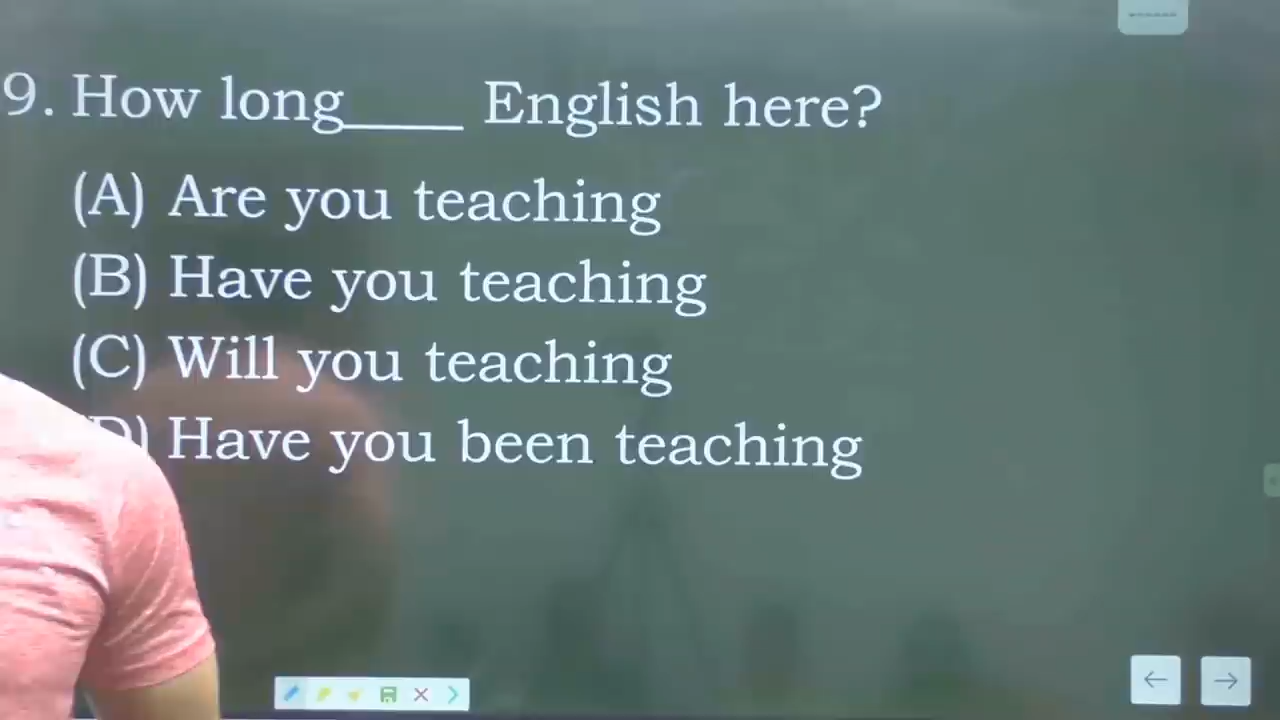 9. How long____ English here?
(A) Are you teaching
(B) Have you teaching
(C) Will you teaching
D) Have you been teaching